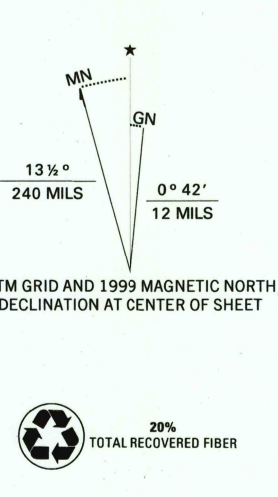 ★
MN
GN
13½°
240 MILS
0° 42′
12 MILS
TM GRID AND 1999 MAGNETIC NORTH
DECLINATION AT CENTER OF SHEET
20%
TOTAL RECOVERED FIBER